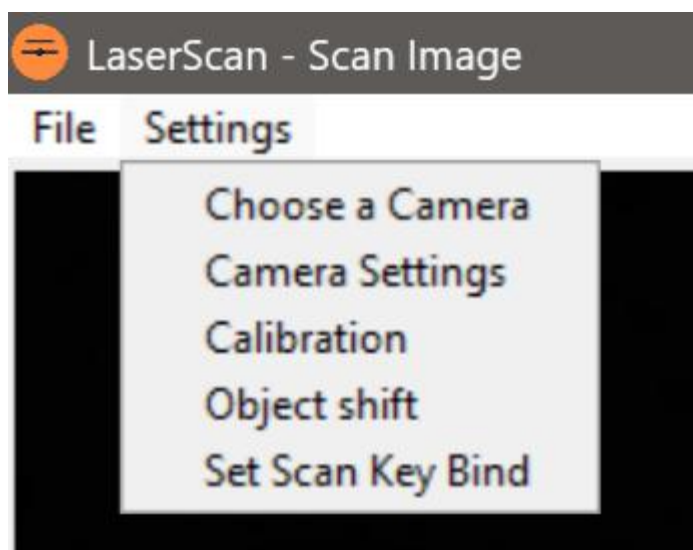 LaserScan - Scan Image
File Settings
Choose a Camera
Camera Settings
Calibration
Object shift
Set Scan Key Bind